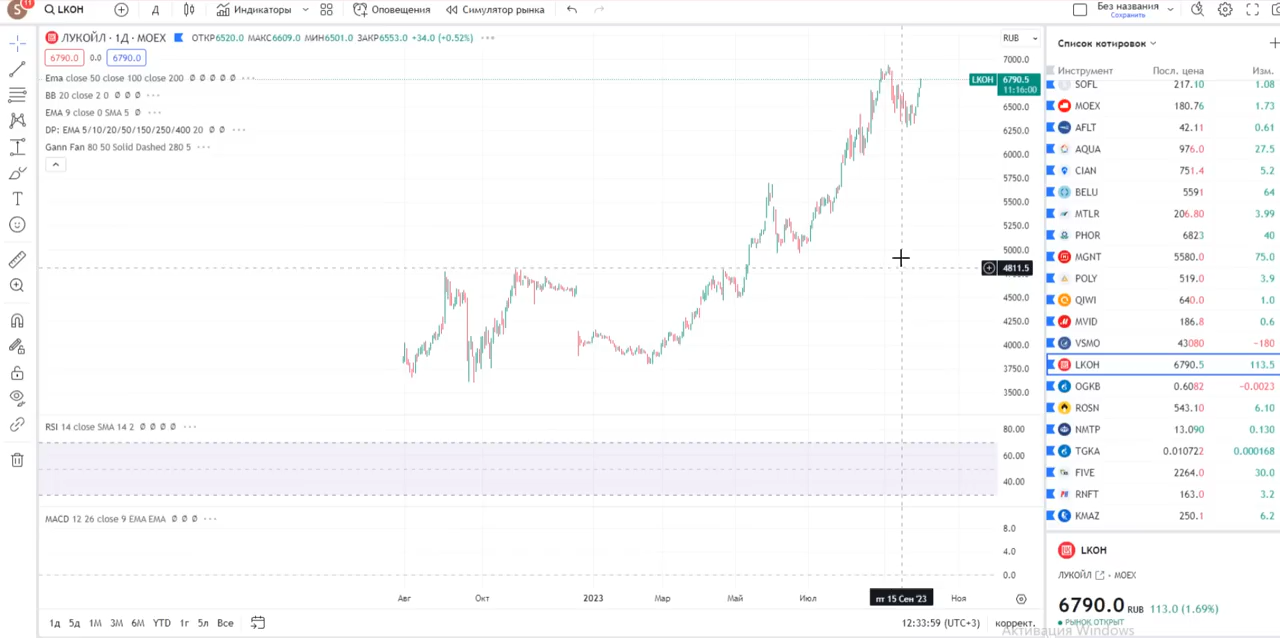 S 11 LKOH Д Индикаторы Оповещения Симулятор рынка Без названия
Сохранить
ЛУКОЙЛ · 1Д · MOEX ОТКР6520.0 МАКС6609.0 МИН6501.0 ЗАКР6553.0 +34.0 (+0.52%) RUB
6790.0 0.0 6790.0
Ema close 50 close 100 close 200 0 0 0 0 0
BB 20 close 2 0 0 0 0
EMA 9 close 0 SMA 5 0
DP: EMA 5/10/20/50/150/250/400 20 0 0
Gann Fan 80 50 Solid Dashed 280 5
7000.0
LKOH 6790.5
11:16:00
6500.0
6250.0
6000.0
5750.0
5500.0
5250.0
5000.0
4811.5
4500.0
4250.0
4000.0
3750.0
3500.0
RSI 14 close SMA 14 2 0 0 0 0
80.00
60.00
40.00
MACD 12 26 close 9 EMA EMA 0 0 0
8.0
4.0
0.0
Авг Окт 2023 Мар Май Июл пт 15 Сен '23 Ноя
1д 5д 1М 3М 6М YTD 1г 5л Все 12:33:59 (UTC+3) коррект.
Список котировок
Инструмент Посл. цена Изм.
SOFL 217.10 1.08
MOEX 180.76 1.73
AFLT 42.11 0.61
AQUA 976.0 27.5
CIAN 751.4 5.2
BELU 5591 64
MTLR 206.80 3.99
PHOR 6823 40
MGNT 5580.0 75.0
POLY 519.0 3.9
QIWI 640.0 1.0
MVID 186.8 0.6
VSMO 43080 −180
LKOH 6790.5 113.5
OGKB 0.6082 −0.0023
ROSN 543.10 6.10
NMTP 13.090 0.130
TGKA 0.010722 0.000168
FIVE 2264.0 30.0
RNFT 163.0 3.2
KMAZ 250.1 6.2
LKOH
ЛУКОЙЛ · MOEX
6790.0 RUB 113.0 (1.69%)
РЫНОК ОТКРЫТ
Активация Windows